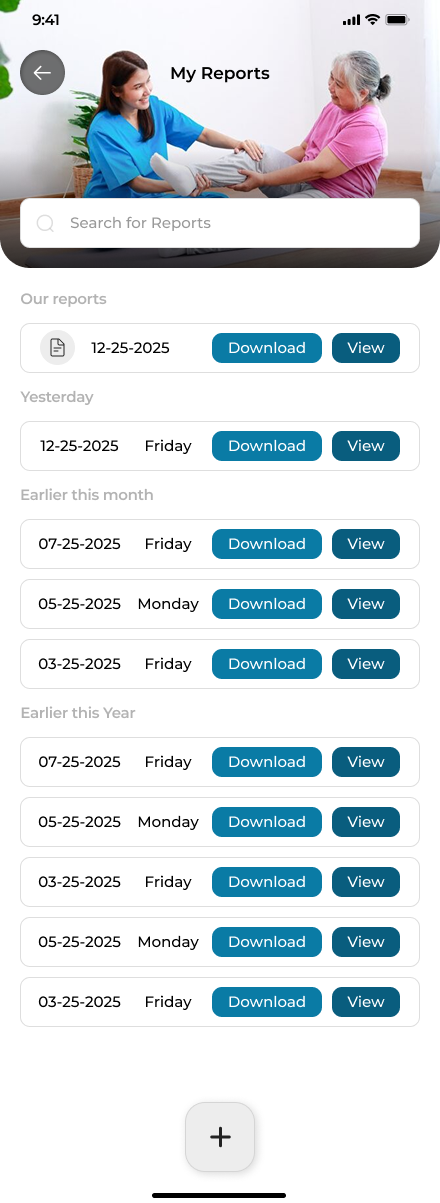 9:41
My Reports
Search for Reports
Our reports
12-25-2025 Download View
Yesterday
12-25-2025 Friday Download View
Earlier this month
07-25-2025 Friday Download View
05-25-2025 Monday Download View
03-25-2025 Friday Download View
Earlier this Year
07-25-2025 Friday Download View
05-25-2025 Monday Download View
03-25-2025 Friday Download View
05-25-2025 Monday Download View
03-25-2025 Friday Download View